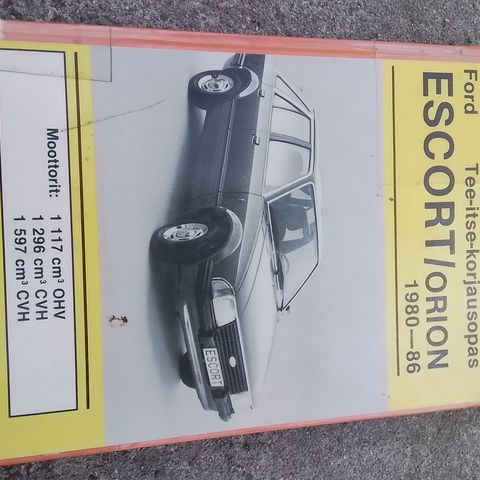 Ford Tee-itse-korjausopas
ESCORT/ORION
1980—86
ESCORT
Moottorit: 1 117 cm³ OHV
1 296 cm³ CVH
1 597 cm³ CVH